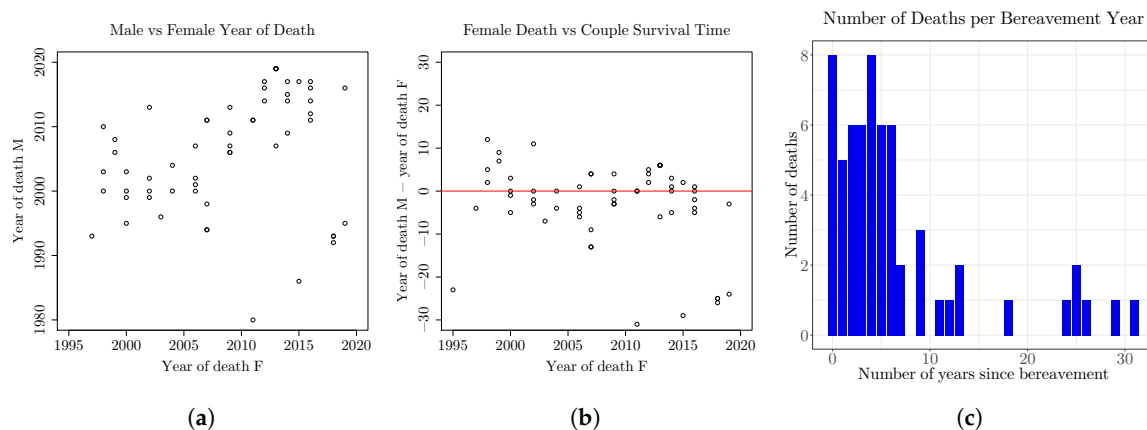 Male vs Female Year of Death
Year of death M
1980
1990
2000
2010
2020
1995 2000 2005 2010 2015 2020
Year of death F
(a)
Female Death vs Couple Survival Time
Year of death M − year of death F
−30
−20
−10
0
10
20
30
1995 2000 2005 2010 2015 2020
Year of death F
(b)
Number of Deaths per Bereavement Year
Number of deaths
8
6
4
2
0
0 10 20 30
Number of years since bereavement
(c)